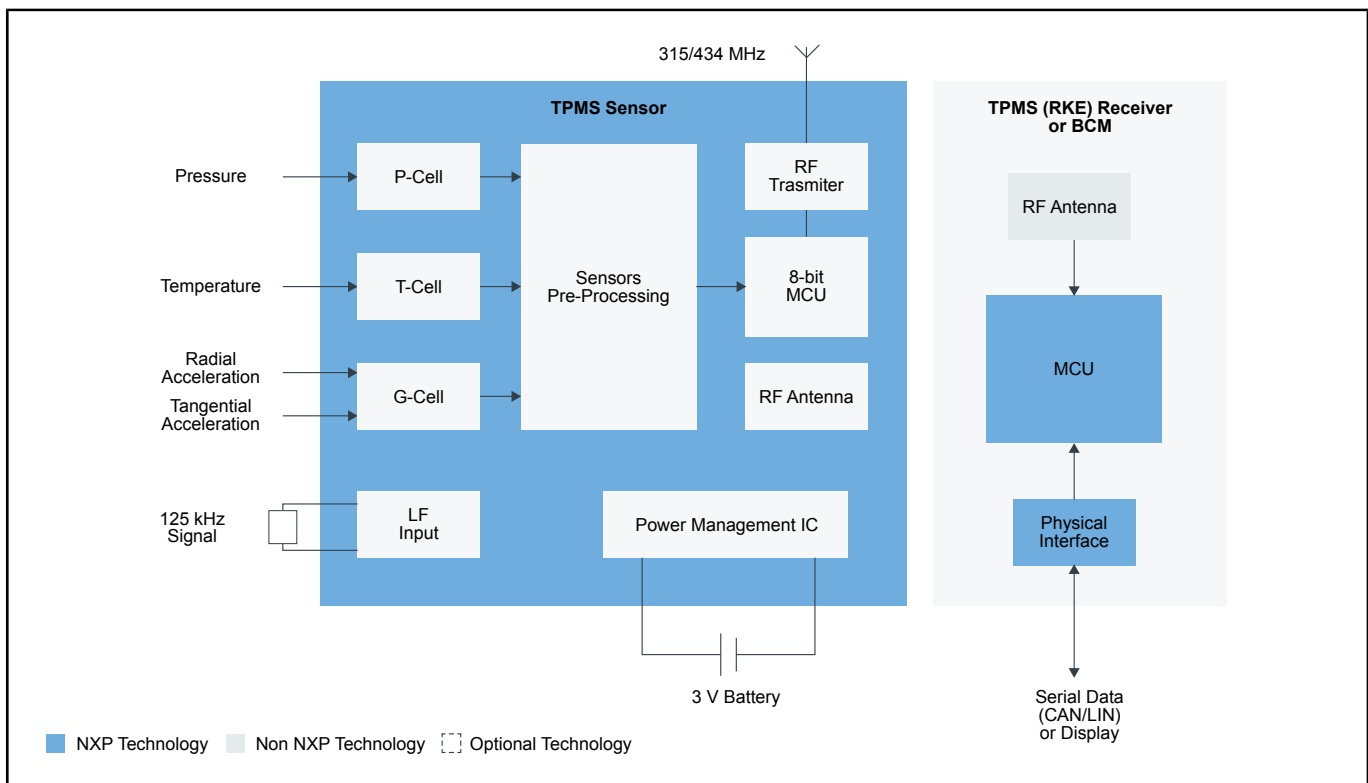 315/434 MHz
TPMS Sensor
TPMS (RKE) Receiver
or BCM
Pressure
P-Cell
RF
Trasmiter
RF Antenna
Temperature
T-Cell
Sensors
Pre-Processing
8-bit
MCU
MCU
Radial
Acceleration
Tangential
Acceleration
G-Cell
RF Antenna
125 kHz
Signal
LF
Input
Power Management IC
Physical
Interface
3 V Battery
Serial Data
(CAN/LIN)
or Display
NXP Technology
Non NXP Technology
Optional Technology